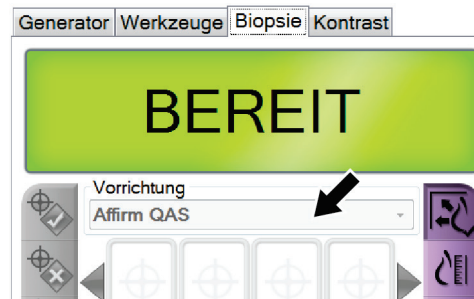 Generator Werkzeuge Biopsie Kontrast
BEREIT
Vorrichtung
Affirm QAS